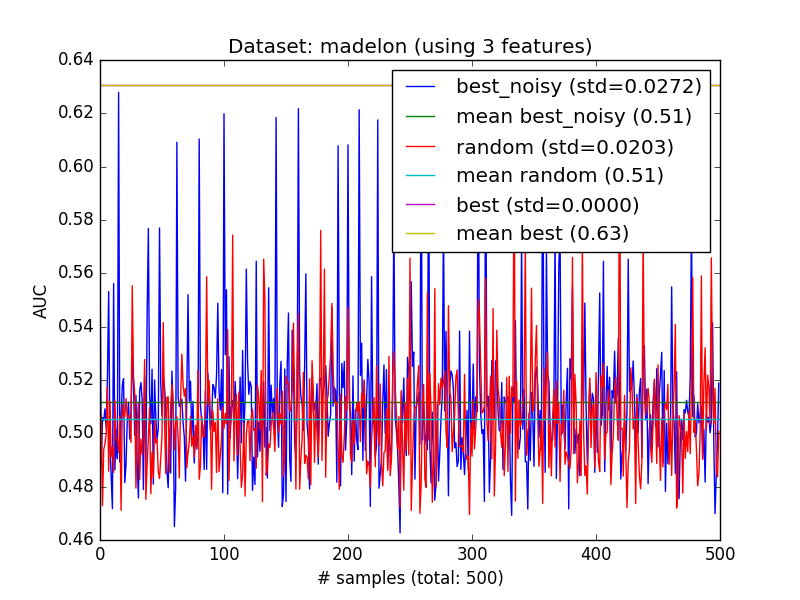 Dataset: madelon (using 3 features)
0.64
0.62
0.60
0.58
0.56
0.54
0.52
0.50
0.48
0.46
AUC
best_noisy (std=0.0272)
mean best_noisy (0.51)
random (std=0.0203)
mean random (0.51)
best (std=0.0000)
mean best (0.63)
0 100 200 300 400 500
# samples (total: 500)